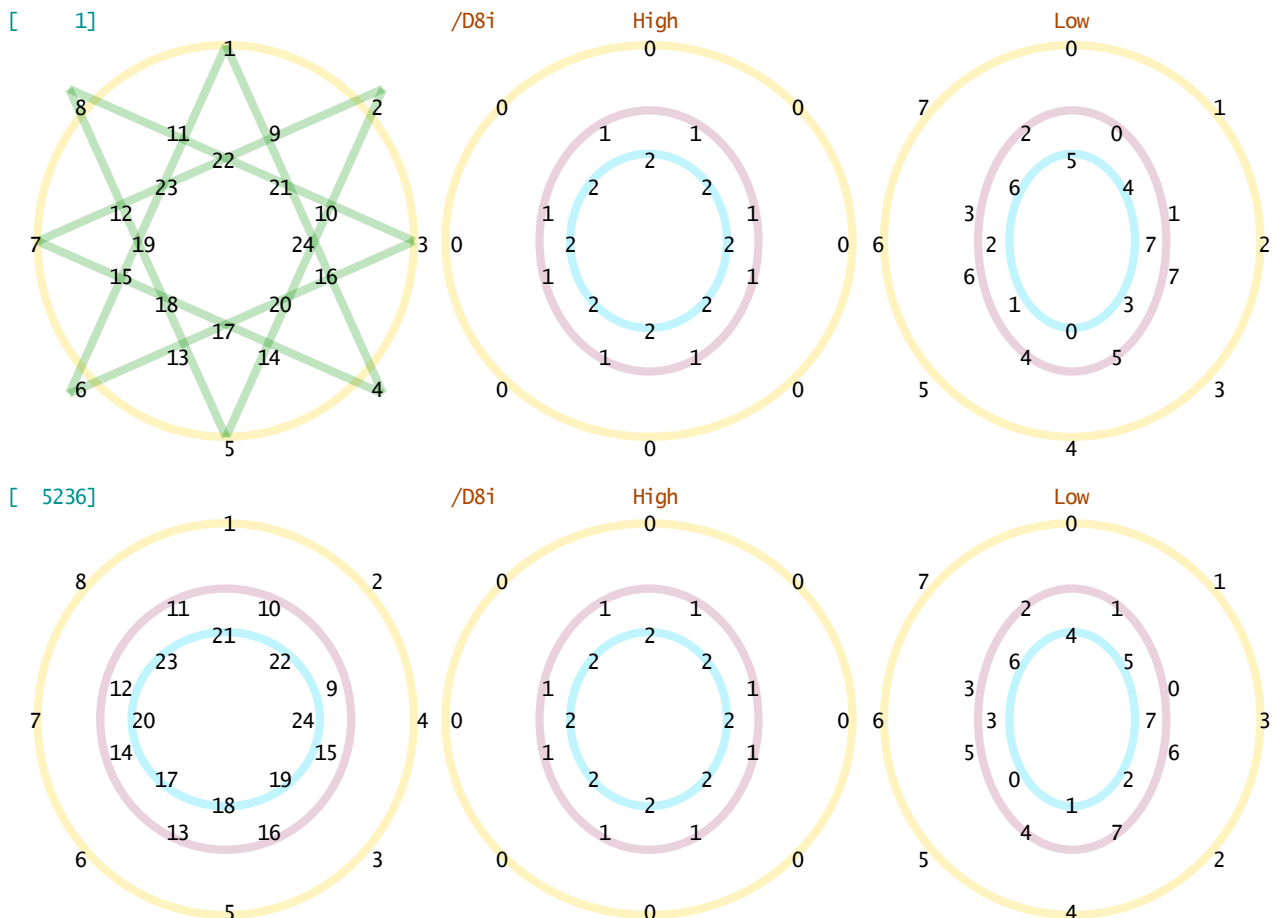 [     1] /D8i High Low
1 0 0
8 2 0 0 7 1
11 9 1 1 2 0
22 2 5
23 21 2 2 6 4
12 10 1 1 3 1
7 19 24 3 0 2 2 0 6 2 7 2
15 16 1 1 6 7
18 20 2 2 1 3
17 2 0
13 14 1 1 4 5
6 4 0 0 5 3
5 0 4
[  5236] /D8i High Low
1 0 0
8 2 0 0 7 1
11 10 1 1 2 1
21 2 4
23 22 2 2 6 5
12 9 1 1 3 0
7 20 24 4 0 2 2 0 6 3 7 3
14 15 1 1 5 6
17 19 2 2 0 2
18 2 1
13 16 1 1 4 7
6 3 0 0 5 2
5 0 4